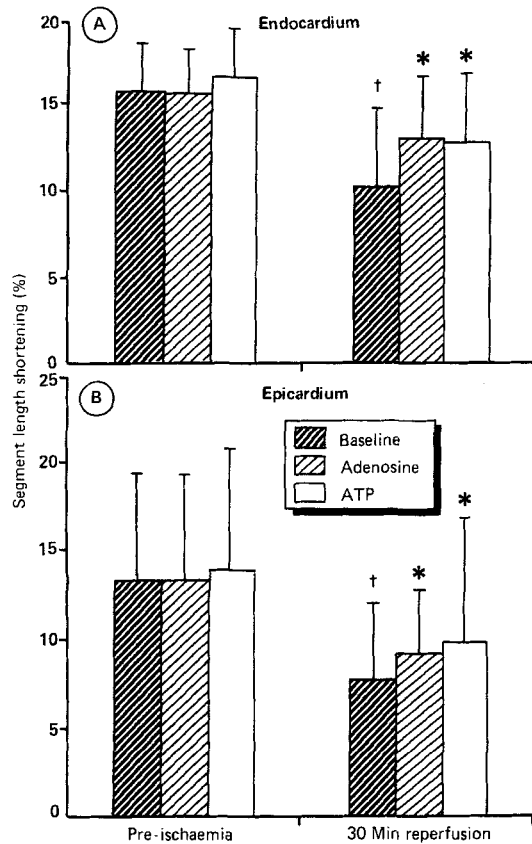 20
A
Endocardium
†
*
*
15
10
5
0
Segment length shortening (%)
25
B
Epicardium
Baseline
Adenosine
ATP
20
*
15
†
*
10
5
0
Pre-ischaemia
30 Min reperfusion